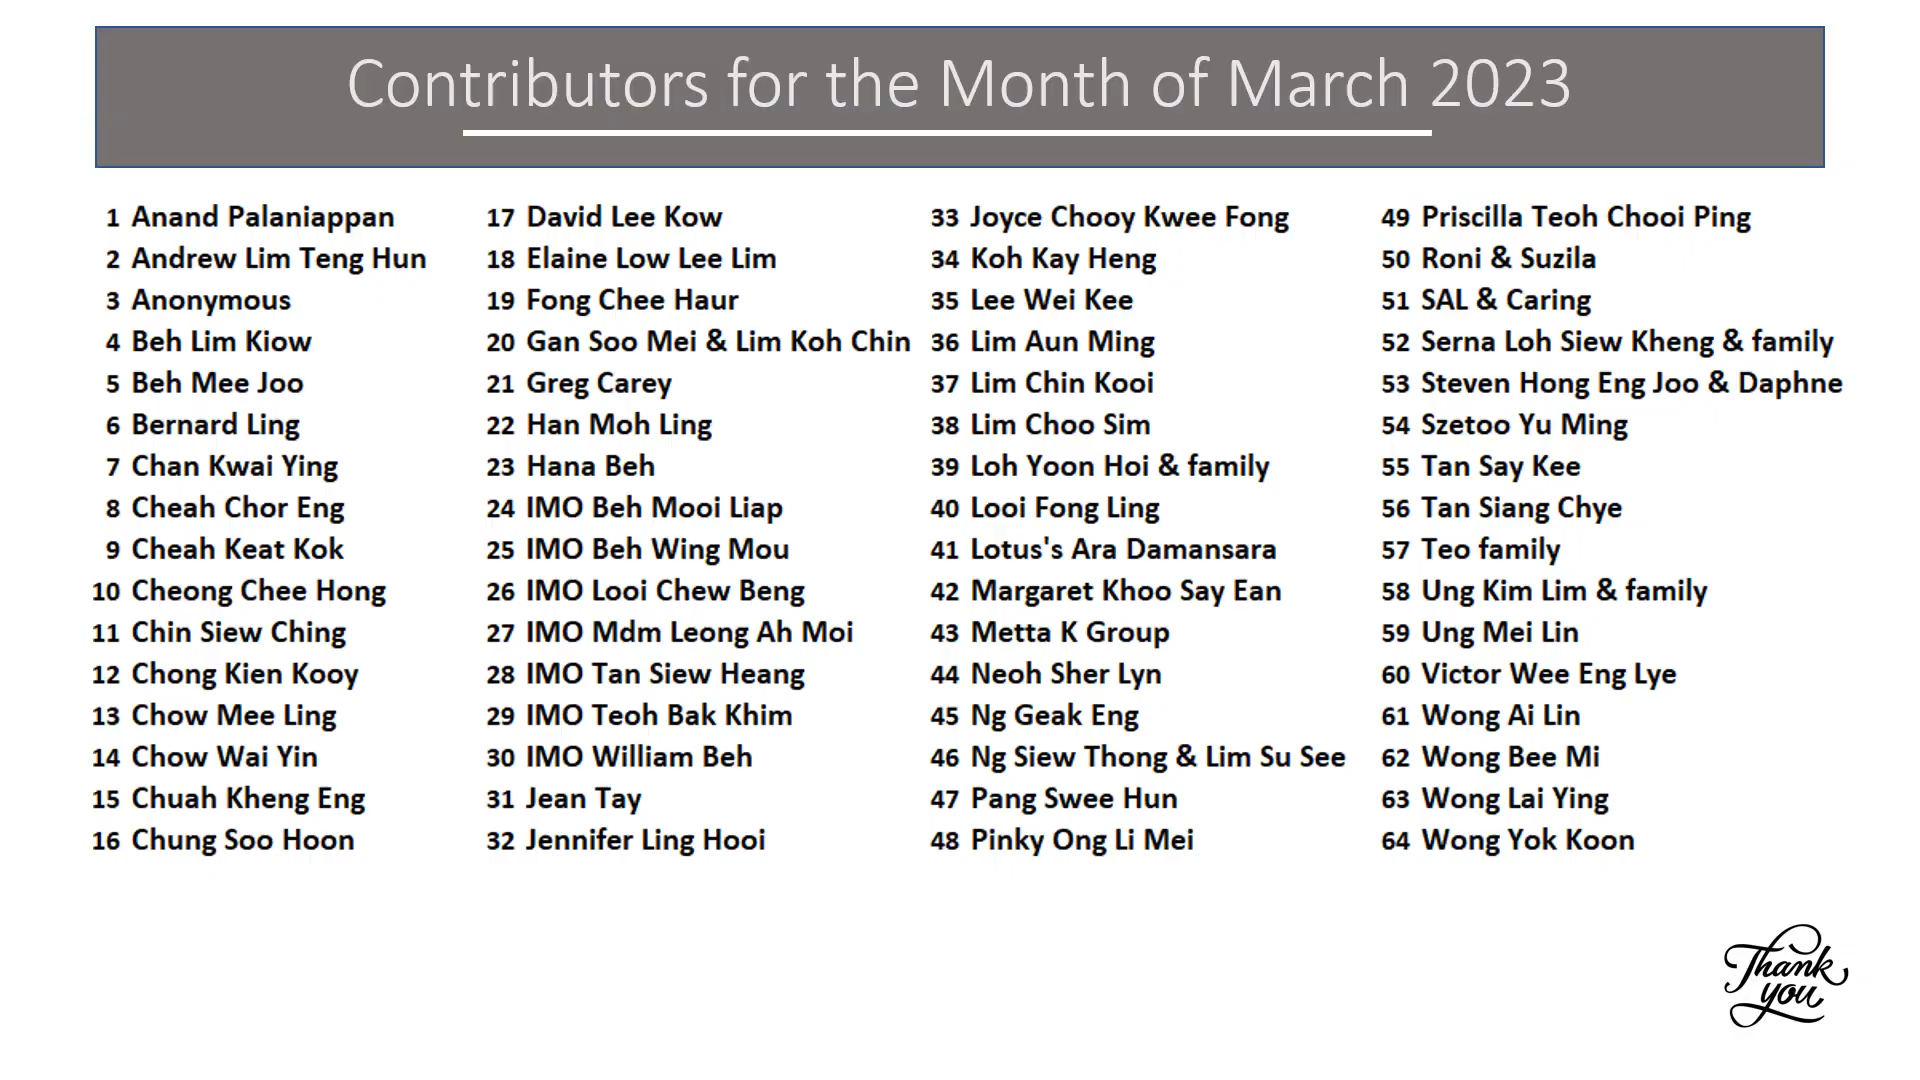 Contributors for the Month of March 2023
1 Anand Palaniappan
2 Andrew Lim Teng Hun
3 Anonymous
4 Beh Lim Kiow
5 Beh Mee Joo
6 Bernard Ling
7 Chan Kwai Ying
8 Cheah Chor Eng
9 Cheah Keat Kok
10 Cheong Chee Hong
11 Chin Siew Ching
12 Chong Kien Kooy
13 Chow Mee Ling
14 Chow Wai Yin
15 Chuah Kheng Eng
16 Chung Soo Hoon
17 David Lee Kow
18 Elaine Low Lee Lim
19 Fong Chee Haur
20 Gan Soo Mei & Lim Koh Chin
21 Greg Carey
22 Han Moh Ling
23 Hana Beh
24 IMO Beh Mooi Liap
25 IMO Beh Wing Mou
26 IMO Looi Chew Beng
27 IMO Mdm Leong Ah Moi
28 IMO Tan Siew Heang
29 IMO Teoh Bak Khim
30 IMO William Beh
31 Jean Tay
32 Jennifer Ling Hooi
33 Joyce Chooy Kwee Fong
34 Koh Kay Heng
35 Lee Wei Kee
36 Lim Aun Ming
37 Lim Chin Kooi
38 Lim Choo Sim
39 Loh Yoon Hoi & family
40 Looi Fong Ling
41 Lotus's Ara Damansara
42 Margaret Khoo Say Ean
43 Metta K Group
44 Neoh Sher Lyn
45 Ng Geak Eng
46 Ng Siew Thong & Lim Su See
47 Pang Swee Hun
48 Pinky Ong Li Mei
49 Priscilla Teoh Chooi Ping
50 Roni & Suzila
51 SAL & Caring
52 Serna Loh Siew Kheng & family
53 Steven Hong Eng Joo & Daphne
54 Szetoo Yu Ming
55 Tan Say Kee
56 Tan Siang Chye
57 Teo family
58 Ung Kim Lim & family
59 Ung Mei Lin
60 Victor Wee Eng Lye
61 Wong Ai Lin
62 Wong Bee Mi
63 Wong Lai Ying
64 Wong Yok Koon
Thank
you